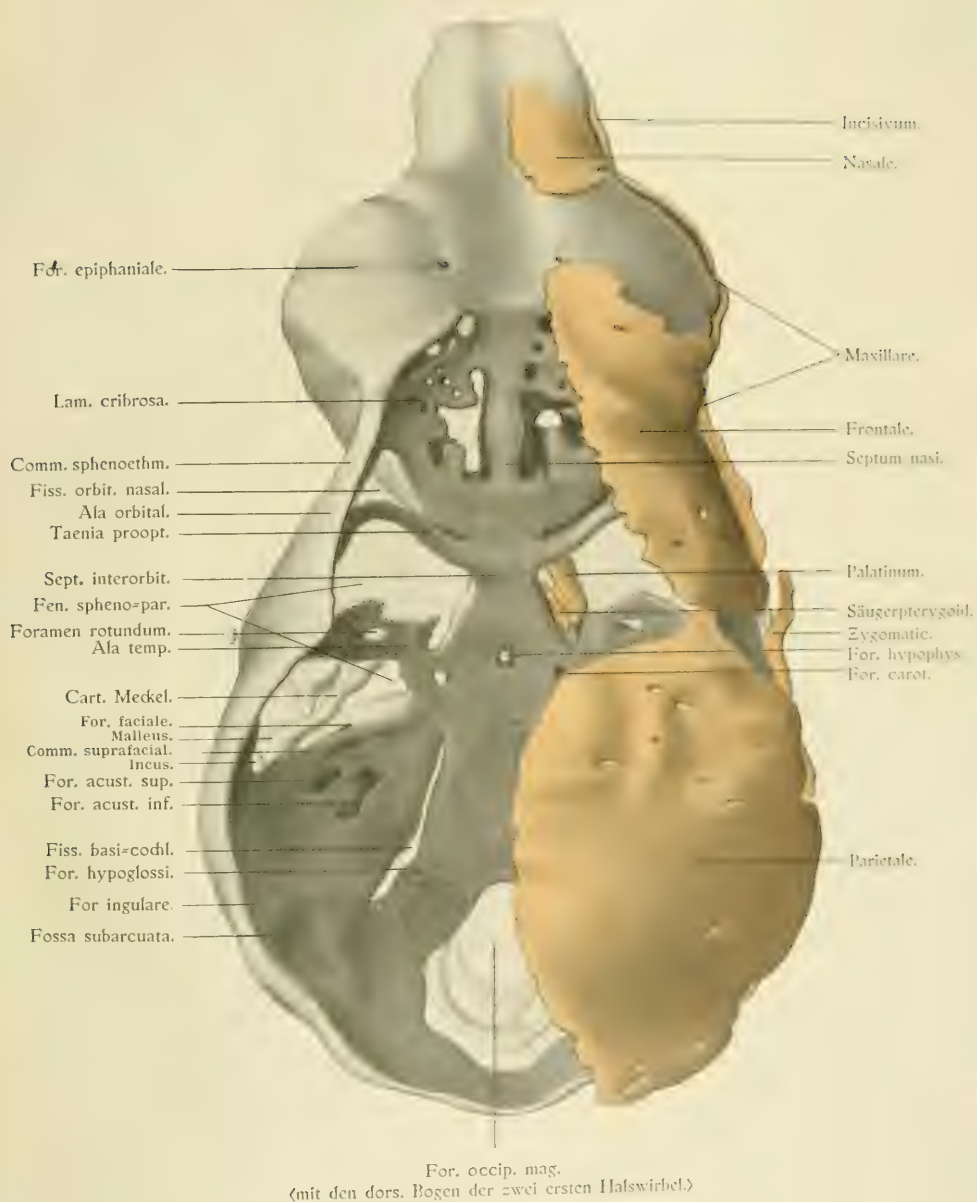 Incisivum.
Nasale.
For. epiphaniale.
Maxillare.
Lam. cribrosa.
Frontale.
Septum nasi.
Comm. sphenoethm.
Fiss. orbit. nasal.
Ala orbital.
Taenia proopt.
Sept. interorbit.
Fen. spheno=par.
Foramen rotundum.
Ala temp.
Palatinum.
Säugerpterygoid.
Zygomatic.
For. hypophys.
For. carot.
Cart. Meckel.
For. faciale.
Malleus.
Comm. suprafacial.
Incus.
For. acust. sup.
For. acust. inf.
Fiss. basi=cochl.
For. hypoglossi.
For ingulare.
Fossa subarcuata.
Parietale.
For. occip. mag.
<mit den dors. Bogen der zwei ersten Halswirbel.>